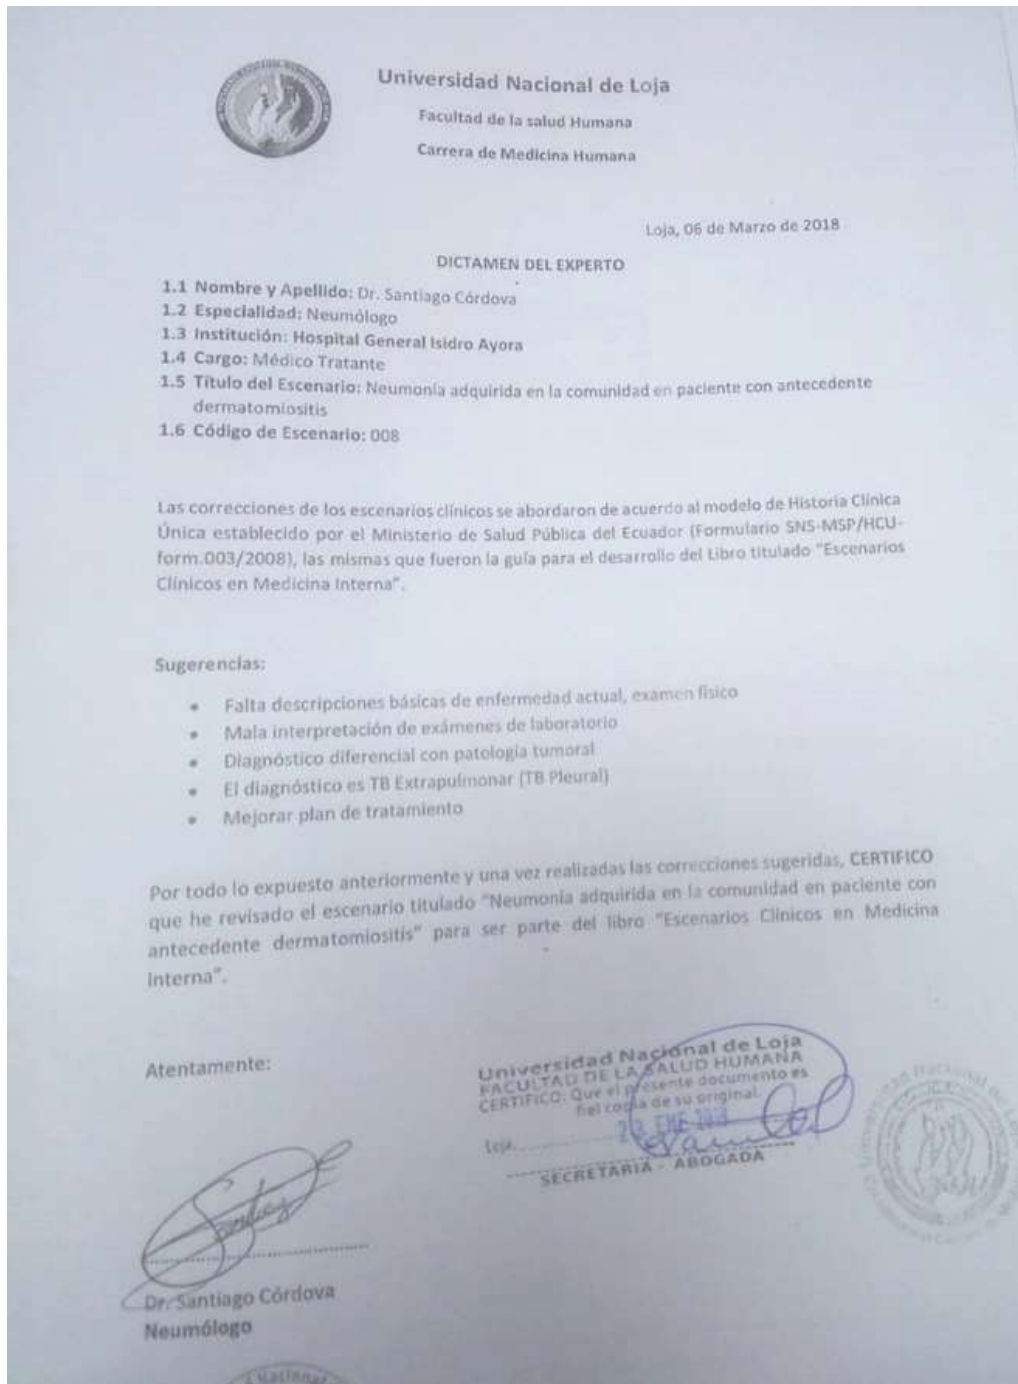 Universidad Nacional de Loja
Facultad de la salud Humana
Carrera de Medicina Humana
Loja, 06 de Marzo de 2018
DICTAMEN DEL EXPERTO
1.1 Nombre y Apellido: Dr. Santiago Córdova
1.2 Especialidad: Neumólogo
1.3 Institución: Hospital General Isidro Ayora
1.4 Cargo: Médico Tratante
1.5 Título del Escenario: Neumonía adquirida en la comunidad en paciente con antecedente
dermatomiositis
1.6 Código de Escenario: 008
Las correcciones de los escenarios clínicos se abordaron de acuerdo al modelo de Historia Clínica
Única establecido por el Ministerio de Salud Pública del Ecuador (Formulario SNS-MSP/HCU-
form.003/2008), las mismas que fueron la guía para el desarrollo del Libro titulado "Escenarios
Clínicos en Medicina Interna".
Sugerencias:
• Falta descripciones básicas de enfermedad actual, examen físico
• Mala interpretación de exámenes de laboratorio
• Diagnóstico diferencial con patología tumoral
• El diagnóstico es TB Extrapulmonar (TB Pleural)
• Mejorar plan de tratamiento
Por todo lo expuesto anteriormente y una vez realizadas las correcciones sugeridas, CERTIFICO
que he revisado el escenario titulado "Neumonía adquirida en la comunidad en paciente con
antecedente dermatomiositis" para ser parte del libro "Escenarios Clínicos en Medicina
Interna".
Atentamente:
Universidad Nacional de Loja
FACULTAD DE LA SALUD HUMANA
CERTIFICO: Que el presente documento es
fiel copia de su original.
Loja, ENE
SECRETARIA - ABOGADA
Dr. Santiago Córdova
Neumólogo